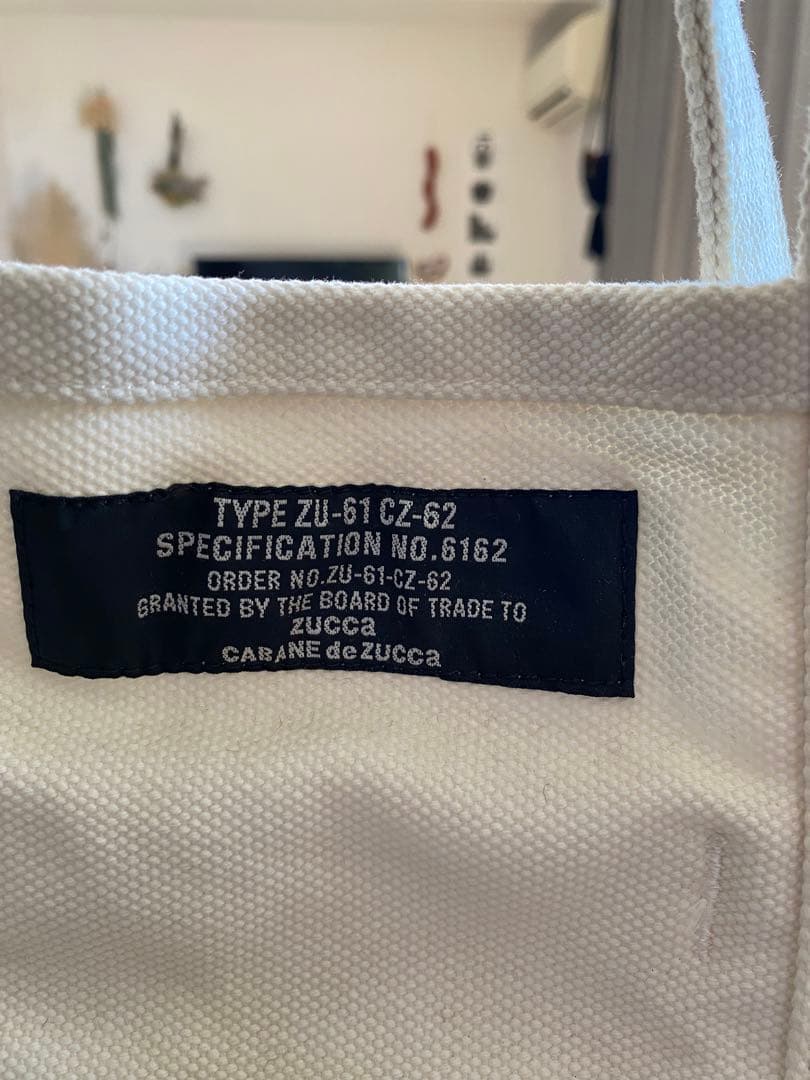 TYPE ZU-61 CZ-62
SPECIFICATION NO.6162
ORDER NO.ZU-61-CZ-62
GRANTED BY THE BOARD OF TRADE TO
zucca
CABANE de ZUCCa